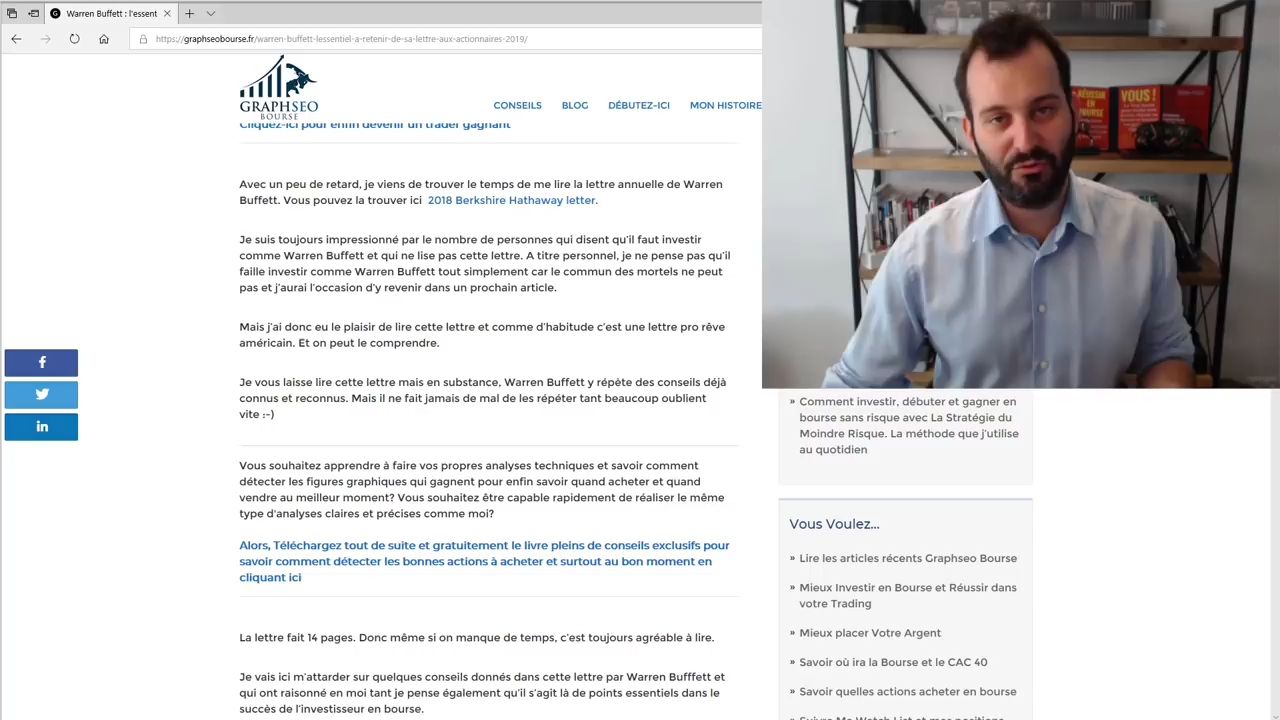 Warren Buffett : l'essent
https://graphseobourse.fr/warren-buffett-lessentiel-a-retenir-de-sa-lettre-aux-actionnaires-2019/
GRAPHSEO
BOURSE
CONSEILS
BLOG
DÉBUTEZ-ICI
MON HISTOIRE
Cliquez-ici pour enfin devenir un trader gagnant
Avec un peu de retard, je viens de trouver le temps de me lire la lettre annuelle de Warren
Buffett. Vous pouvez la trouver ici 2018 Berkshire Hathaway letter.
Je suis toujours impressionné par le nombre de personnes qui disent qu'il faut investir
comme Warren Buffett et qui ne lise pas cette lettre. A titre personnel, je ne pense pas qu'il
faille investir comme Warren Buffett tout simplement car le commun des mortels ne peut
pas et j'aurai l'occasion d'y revenir dans un prochain article.
Mais j'ai donc eu le plaisir de lire cette lettre et comme d'habitude c'est une lettre pro rêve
américain. Et on peut le comprendre.
Je vous laisse lire cette lettre mais en substance, Warren Buffett y répète des conseils déjà
connus et reconnus. Mais il ne fait jamais de mal de les répéter tant beaucoup oublient
vite :-)
Vous souhaitez apprendre à faire vos propres analyses techniques et savoir comment
détecter les figures graphiques qui gagnent pour enfin savoir quand acheter et quand
vendre au meilleur moment? Vous souhaitez être capable rapidement de réaliser le même
type d'analyses claires et précises comme moi?
Alors, Téléchargez tout de suite et gratuitement le livre pleins de conseils exclusifs pour
savoir comment détecter les bonnes actions à acheter et surtout au bon moment en
cliquant ici
La lettre fait 14 pages. Donc même si on manque de temps, c'est toujours agréable à lire.
Je vais ici m'attarder sur quelques conseils donnés dans cette lettre par Warren Bufffett et
qui ont raisonné en moi tant je pense également qu'il s'agit là de points essentiels dans le
succès de l'investisseur en bourse.
RÉUSSIR
EN
BOURSE
VOUS !
» Comment investir, débuter et gagner en
bourse sans risque avec La Stratégie du
Moindre Risque. La méthode que j'utilise
au quotidien
Vous Voulez...
» Lire les articles récents Graphseo Bourse
» Mieux Investir en Bourse et Réussir dans
votre Trading
» Mieux placer Votre Argent
» Savoir où ira la Bourse et le CAC 40
» Savoir quelles actions acheter en bourse
» Suivre Ma Watch List et mes positions